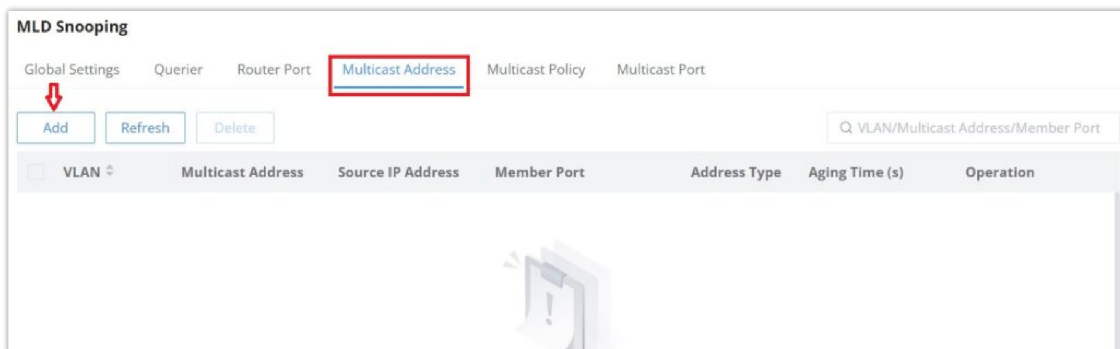 MLD Snooping
Global Settings Querier Router Port Multicast Address Multicast Policy Multicast Port
Add Refresh Delete VLAN/Multicast Address/Member Port
VLAN Multicast Address Source IP Address Member Port Address Type Aging Time (s) Operation